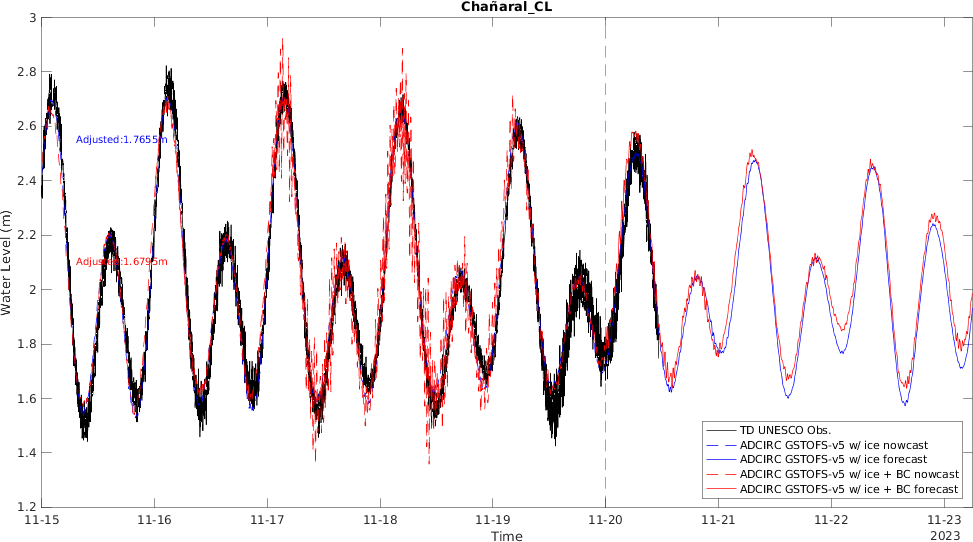 Chañaral_CL
3
2.8
2.6
2.4
2.2
2
1.8
1.6
1.4
1.2
Water Level (m)
Adjusted:1.7655m
Adjusted:1.6795m
TD UNESCO Obs.
ADCIRC GSTOFS-v5 w/ ice nowcast
ADCIRC GSTOFS-v5 w/ ice forecast
ADCIRC GSTOFS-v5 w/ ice + BC nowcast
ADCIRC GSTOFS-v5 w/ ice + BC forecast
11-15 11-16 11-17 11-18 11-19 11-20 11-21 11-22 11-23
2023
Time